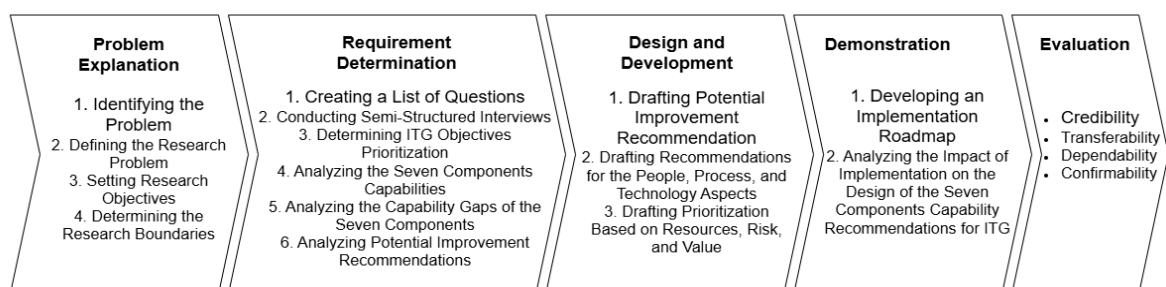 Problem
Explanation
1. Identifying the
Problem
2. Defining the Research
Problem
3. Setting Research
Objectives
4. Determining the
Research Boundaries
Requirement
Determination
1. Creating a List of Questions
2. Conducting Semi-Structured Interviews
3. Determining ITG Objectives
Prioritization
4. Analyzing the Seven Components
Capabilities
5. Analyzing the Capability Gaps of the
Seven Components
6. Analyzing Potential Improvement
Recommendations
Design and
Development
1. Drafting Potential
Improvement
Recommendation
2. Drafting Recommendations
for the People, Process, and
Technology Aspects
3. Drafting Prioritization
Based on Resources, Risk,
and Value
Demonstration
1. Developing an
Implementation
Roadmap
2. Analyzing the Impact of
Implementation on the
Design of the Seven
Components Capability
Recommendations for ITG
Evaluation
• Credibility
• Transferability
• Dependability
• Confirmability